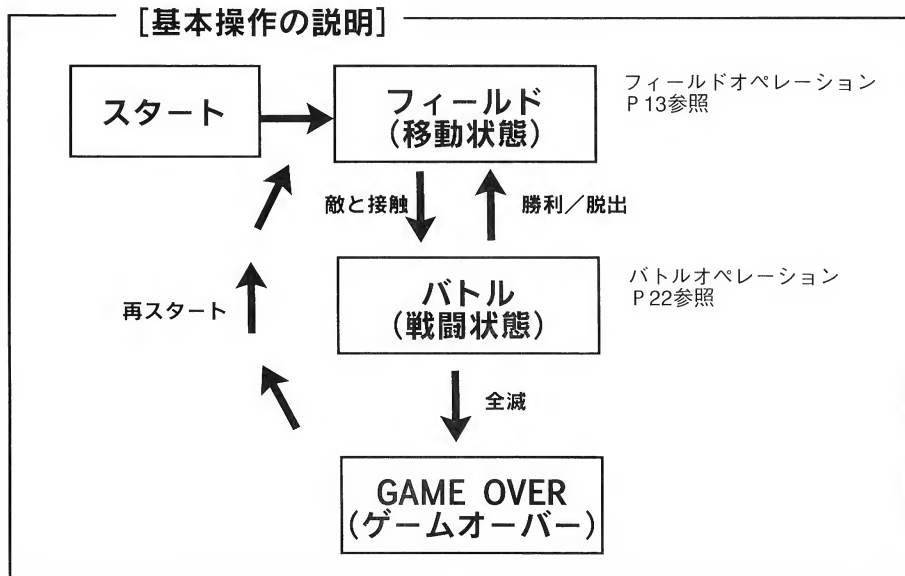 [基本操作の説明]
スタート
フィールド
(移動状態)
フィールドオペレーション
P13参照
敵と接触
勝利／脱出
バトル
(戦闘状態)
バトルオペレーション
P22参照
再スタート
全滅
GAME OVER
(ゲームオーバー)